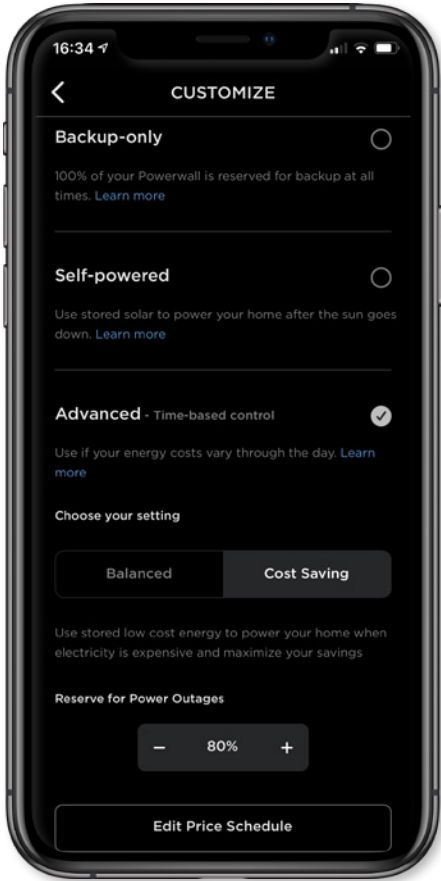 16:34
CUSTOMIZE
Backup-only
100% of your Powerwall is reserved for backup at all
times. Learn more
Self-powered
Use stored solar to power your home after the sun goes
down. Learn more
Advanced - Time-based control
Use if your energy costs vary through the day. Learn
more
Choose your setting
Balanced Cost Saving
Use stored low cost energy to power your home when
electricity is expensive and maximize your savings
Reserve for Power Outages
– 80% +
Edit Price Schedule